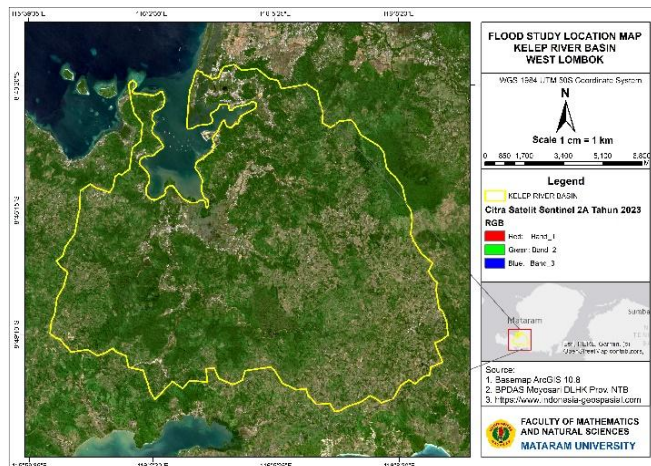 FLOOD STUDY LOCATION MAP
KELEP RIVER BASIN
WEST LOMBOK
WGS 1984 UTM 50S Coordinate System
N
Scale 1 cm = 1 km
0 850 1,700 3,400 5,100 6,800
Legend
KELEP RIVER BASIN
Citra Satelit Sentinel 2A Tahun 2023
RGB
Red: Band_1
Green: Band_2
Blue: Band_3
Mataram
Source:
1. Basemap ArcGIS 10.8
2. BPDAS Moyosari DLHK Prov. NTB
3. https://www.indonesia-geospasial.com
FACULTY OF MATHEMATICS
AND NATURAL SCIENCES
MATARAM UNIVERSITY